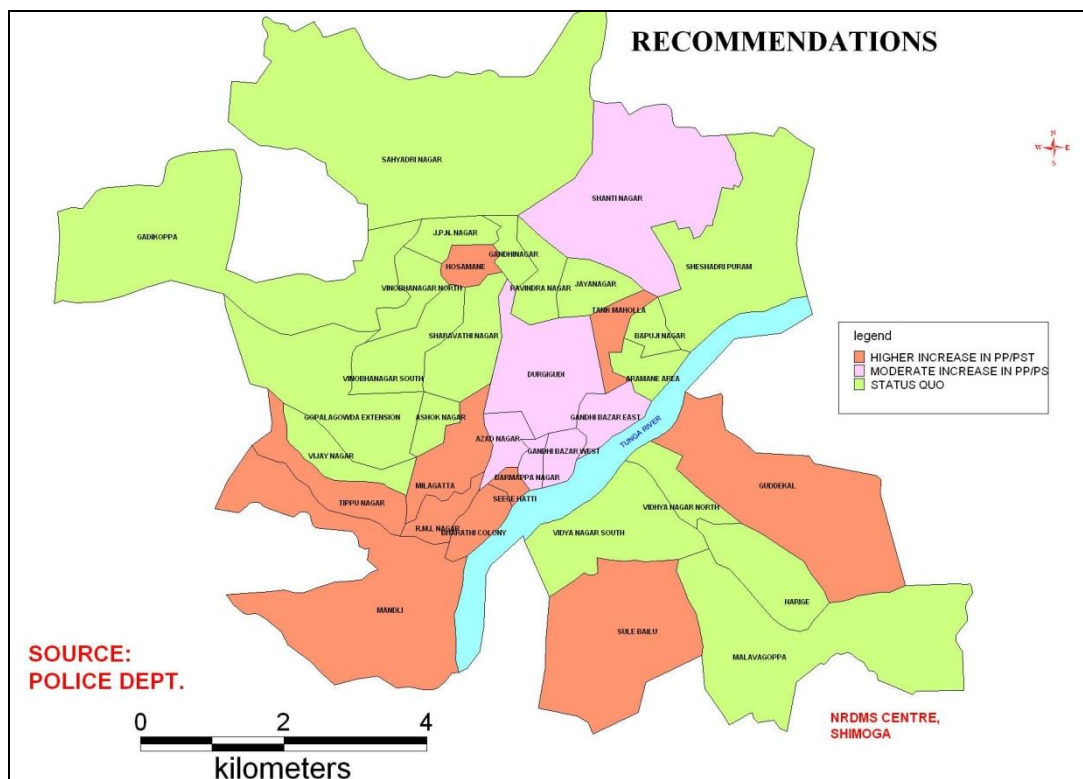 RECOMMENDATIONS
N
W E
S
SAHYADRI NAGAR
SHANTI NAGAR
GADIKOPPA
J.P.N. NAGAR
GANDHINAGAR
HOSAMANE
SHESHADRI PURAM
VINOBHANAGAR NORTH
RAVINDRA NAGAR
JAYANAGAR
TANK MAHOLLA
SHARAVATHI NAGAR
BAPUJI NAGAR
legend
HIGHER INCREASE IN PP/PST
MODERATE INCREASE IN PP/PS
STATUS QUO
DURGIGUDI
VINOBHANAGAR SOUTH
ARAMANE AREA
GOPALAGOWDA EXTENSION
ASHOK NAGAR
GANDHI BAZAR EAST
TUNGA RIVER
AZAD NAGAR
GANDHI BAZAR WEST
VIJAY NAGAR
BARMAPPA NAGAR
MILAGATTA
GUDDEKAL
SEEGE HATTI
TIPPU NAGAR
VIDHYA NAGAR NORTH
R.M.L NAGAR
BHARATHI COLONY
VIDYA NAGAR SOUTH
HARIGE
MANDLI
SULE BAILU
MALAVAGOPPA
SOURCE:
POLICE DEPT.
NRDMS CENTRE,
SHIMOGA
0 2 4
kilometers